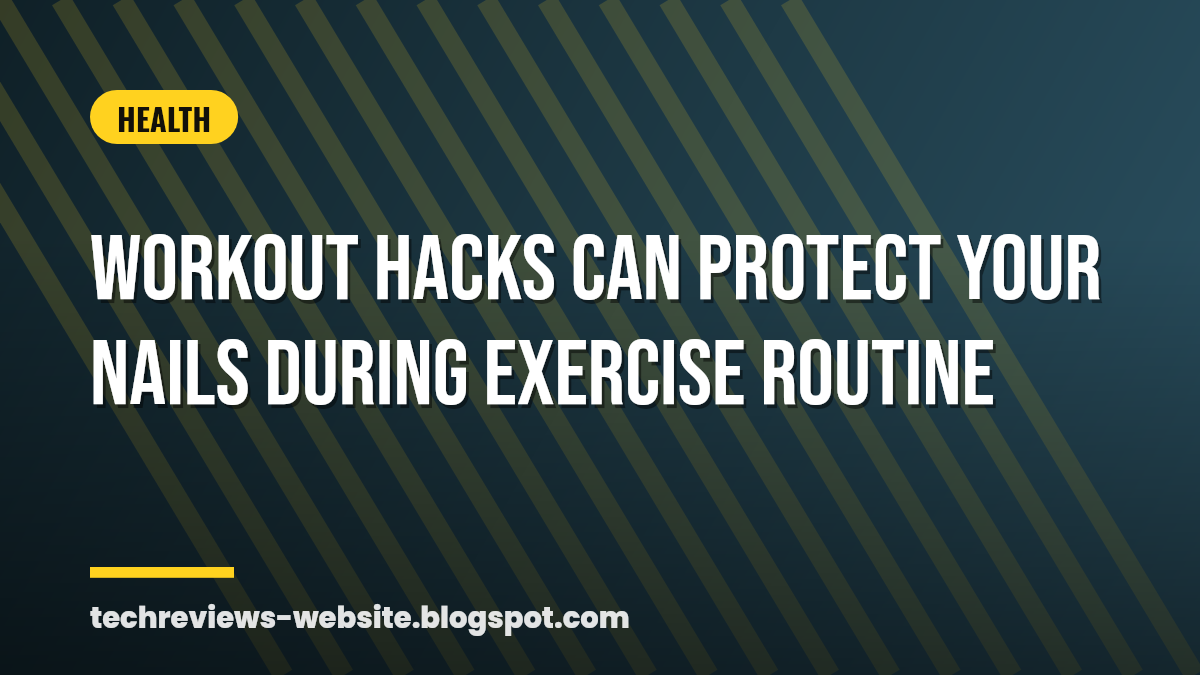 HEALTH
WORKOUT HACKS CAN PROTECT YOUR
NAILS DURING EXERCISE ROUTINE
techreviews-website.blogspot.com